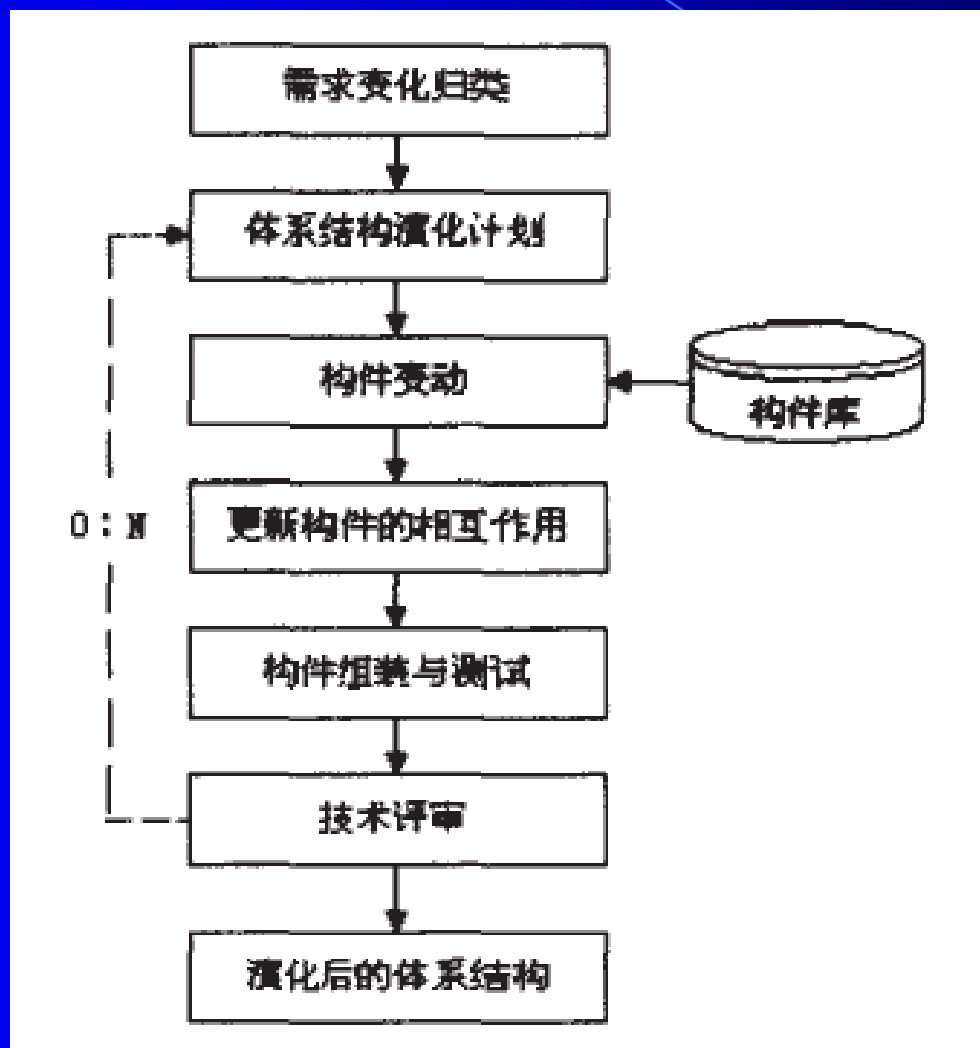 需求变化归类
体系结构演化计划
构件变动
构件库
更新构件的相互作用
0:N
构件组装与测试
技术评审
演化后的体系结构